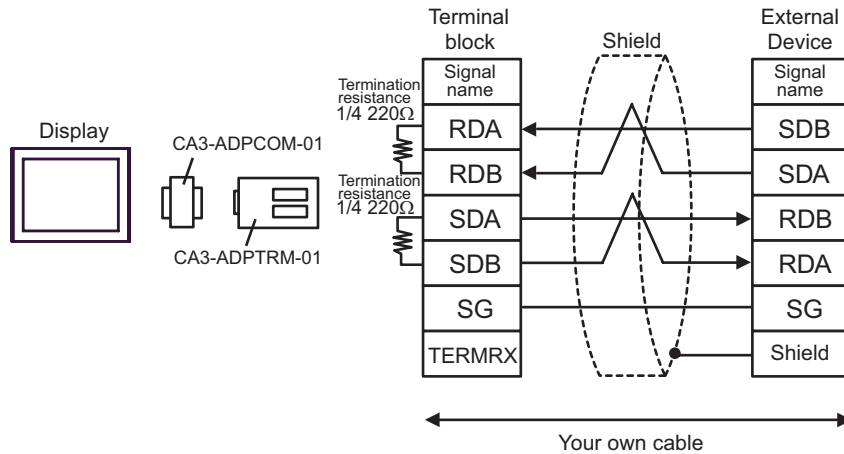 Display
CA3-ADPCOM-01
CA3-ADPTRM-01
Termination
resistance
1/4 220Ω
Termination
resistance
1/4 220Ω
Terminal
block
Signal
name
RDA
RDB
SDA
SDB
SG
TERMRX
Shield
External
Device
Signal
name
SDB
SDA
RDB
RDA
SG
Shield
Your own cable